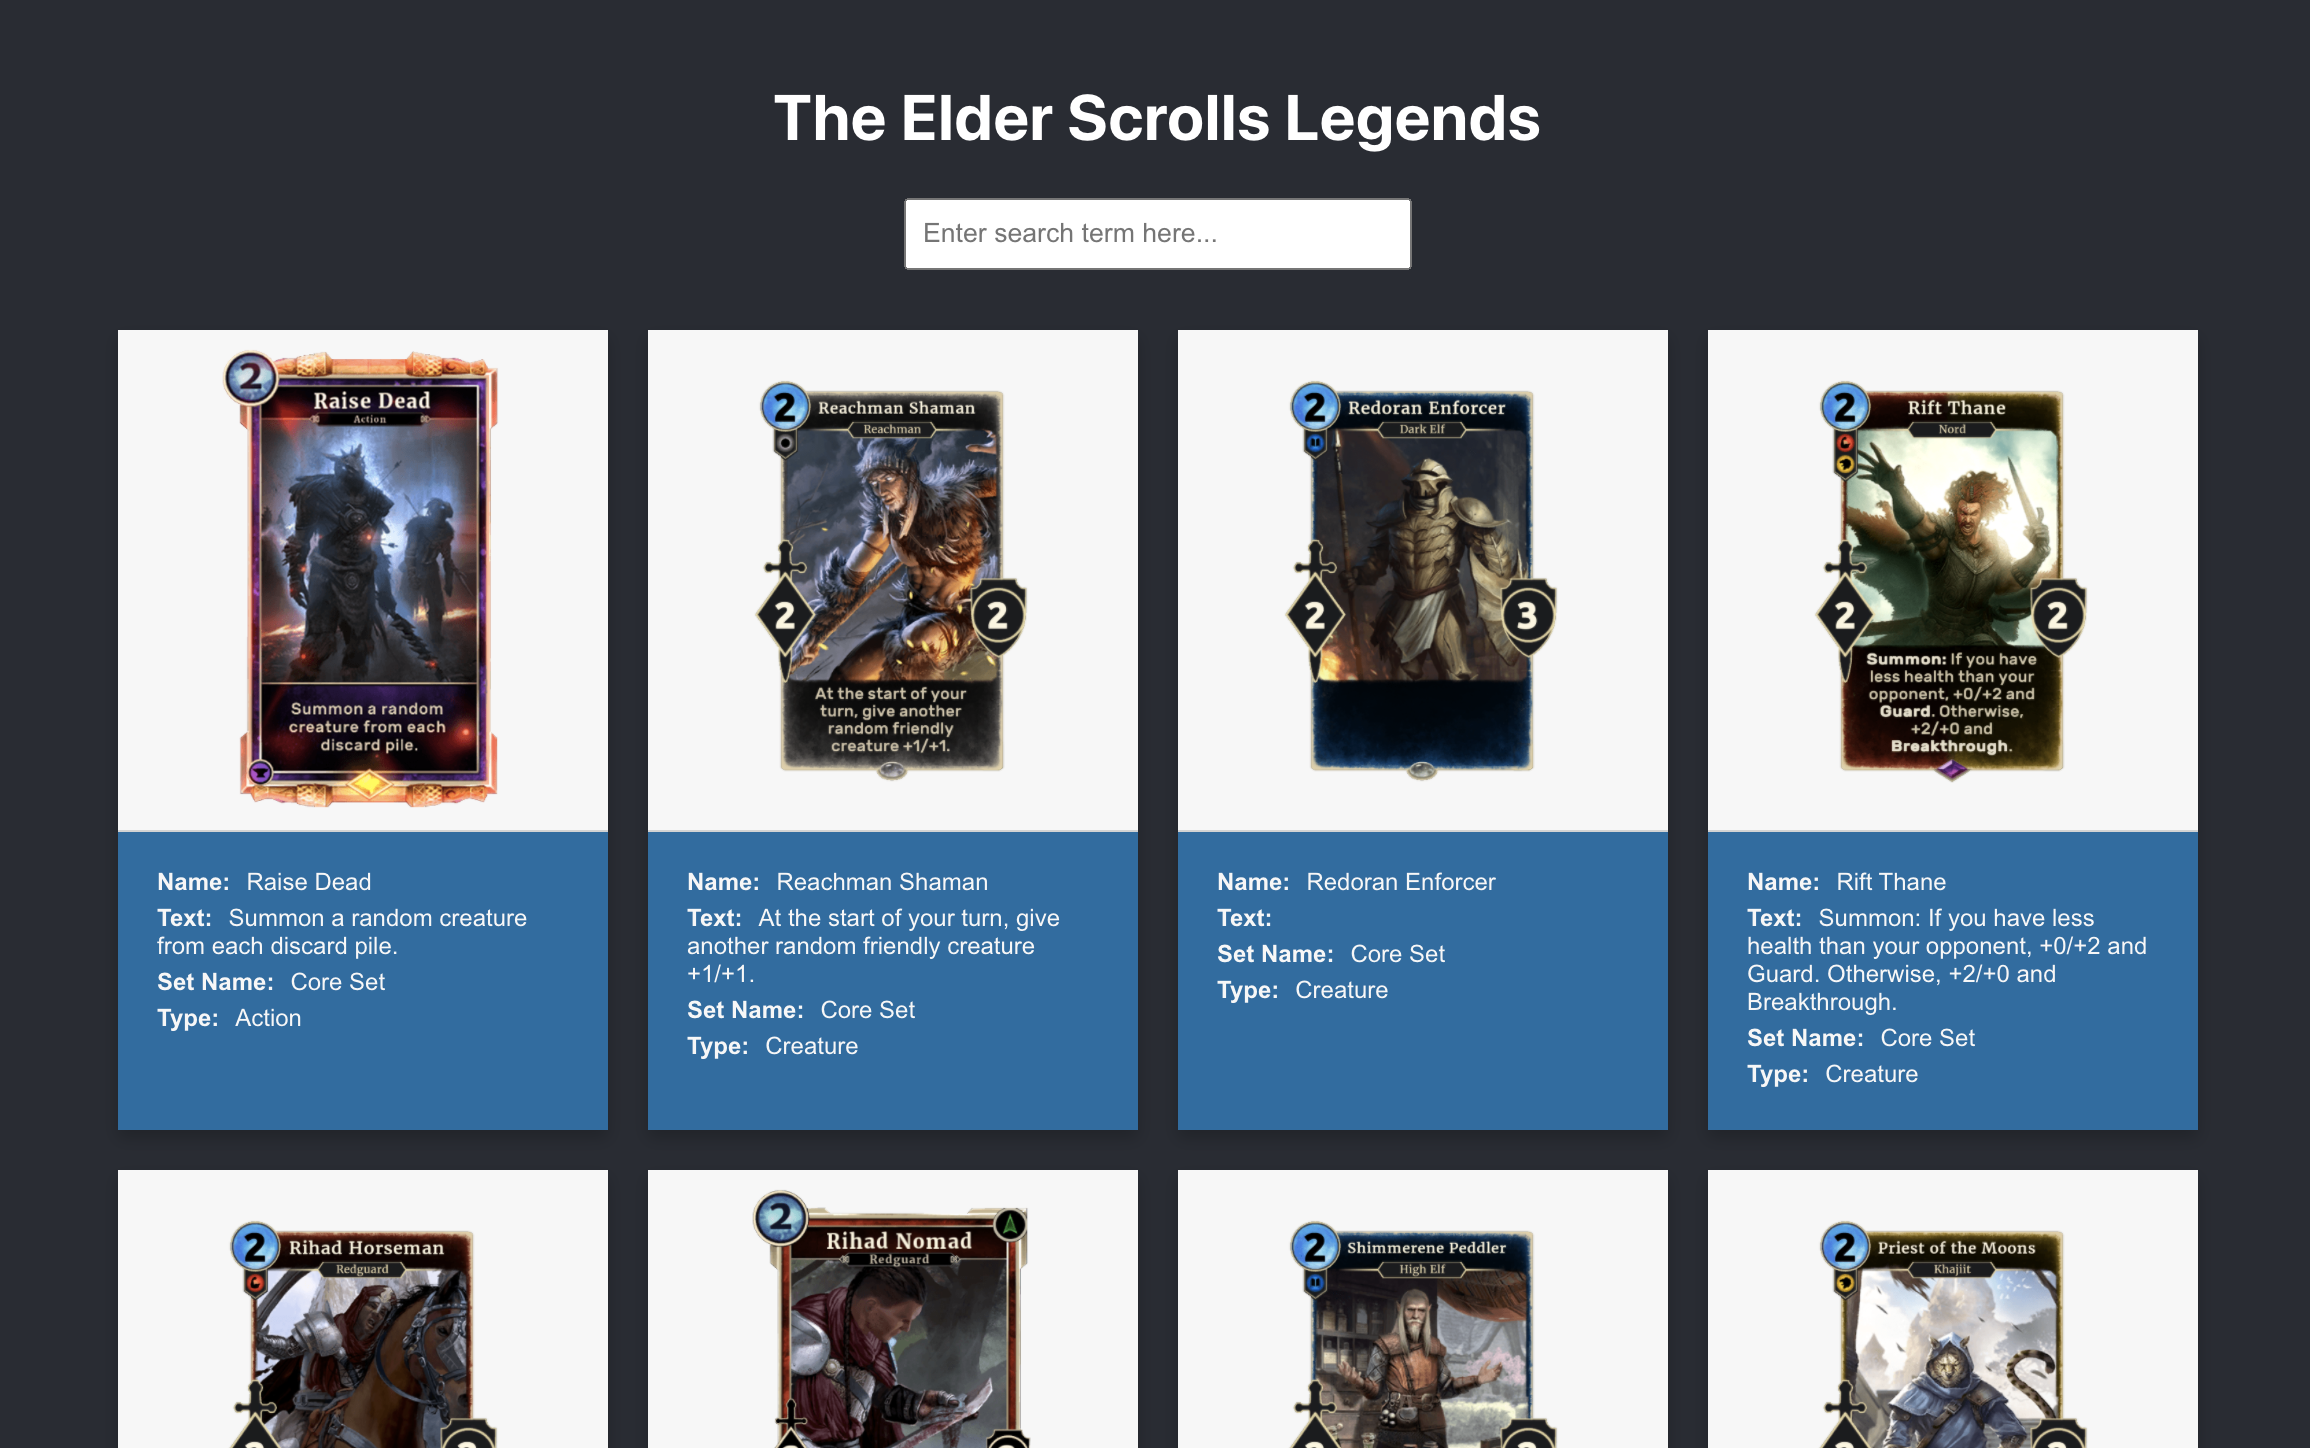 The Elder Scrolls Legends
Enter search term here...
2
Raise Dead
Action
Summon a random
creature from each
discard pile.
Name: Raise Dead
Text: Summon a random creature
from each discard pile.
Set Name: Core Set
Type: Action
2
Reachman Shaman
Reachman
2
2
At the start of your
turn, give another
random friendly
creature +1/+1.
Name: Reachman Shaman
Text: At the start of your turn, give
another random friendly creature
+1/+1.
Set Name: Core Set
Type: Creature
2
Redoran Enforcer
Dark Elf
2
3
Name: Redoran Enforcer
Text:
Set Name: Core Set
Type: Creature
2
Rift Thane
Nord
2
2
Summon: If you have
less health than your
opponent, +0/+2 and
Guard. Otherwise,
+2/+0 and
Breakthrough.
Name: Rift Thane
Text: Summon: If you have less
health than your opponent, +0/+2 and
Guard. Otherwise, +2/+0 and
Breakthrough.
Set Name: Core Set
Type: Creature
2
Rihad Horseman
Redguard
2
Rihad Nomad
Redguard
2
Shimmerene Peddler
High Elf
2
Priest of the Moons
Khajiit